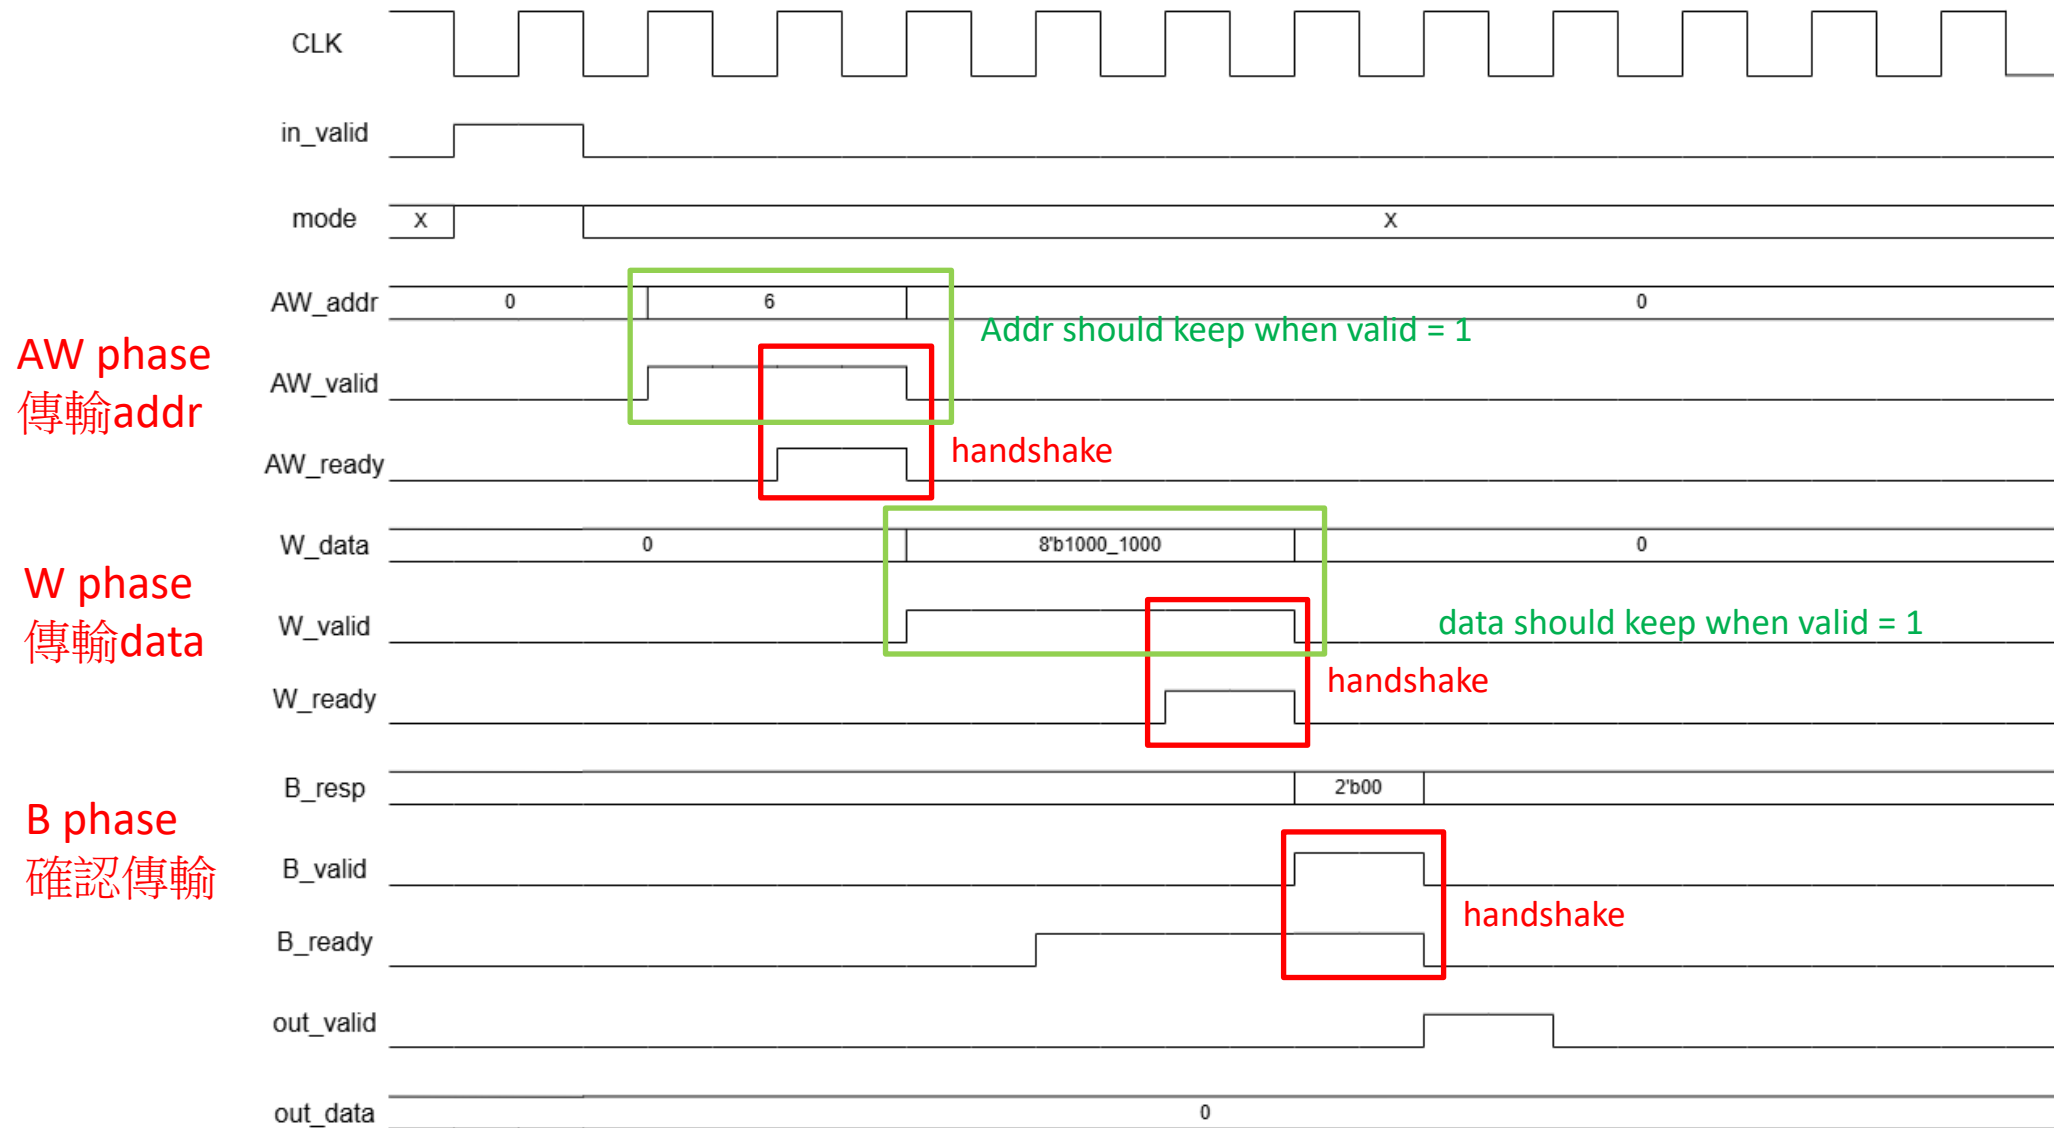 CLK
in_valid
mode X X
AW_addr 0 6 0
Addr should keep when valid = 1
AW phase
傳輸addr
AW_valid
AW_ready
handshake
W_data 0 8'b1000_1000 0
W phase
傳輸data
W_valid
data should keep when valid = 1
W_ready
handshake
B_resp 2'b00
B phase
確認傳輸
B_valid
handshake
B_ready
out_valid
out_data 0